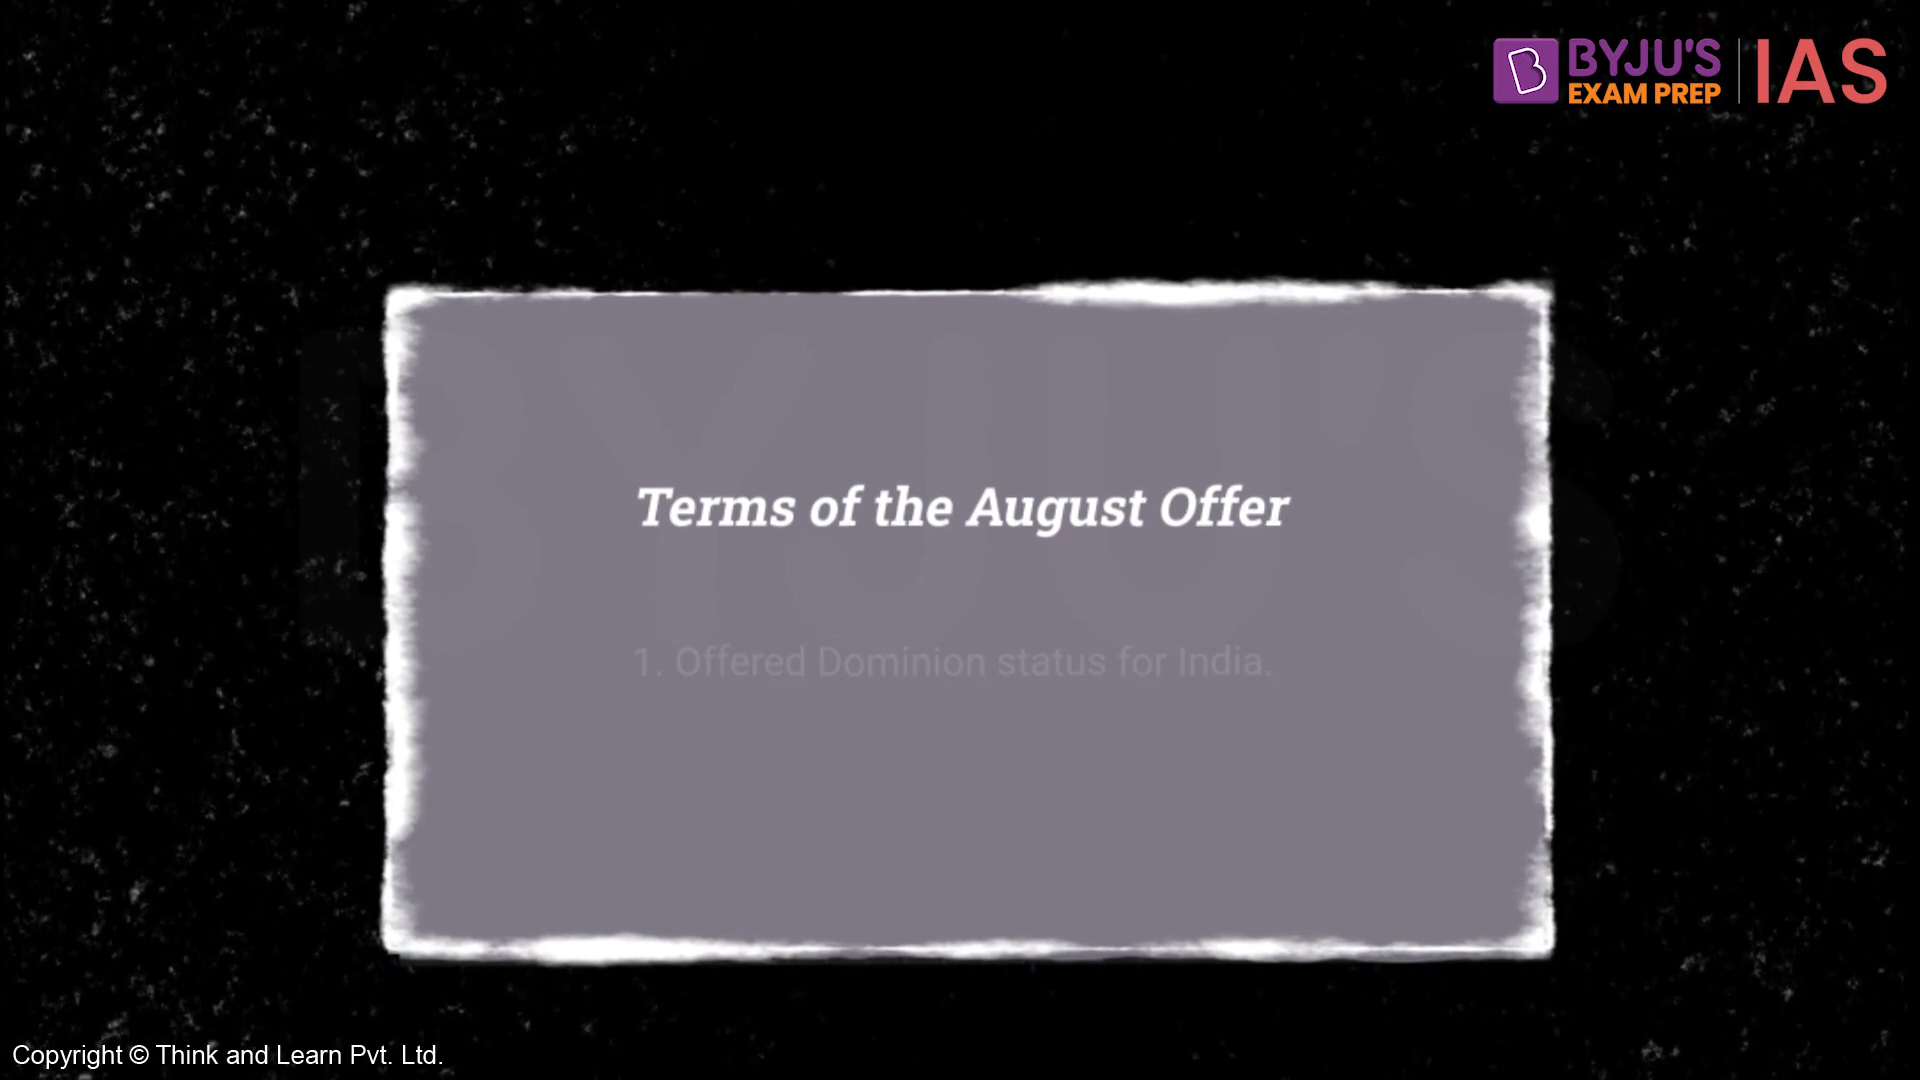 BYJU'S
EXAM PREP
IAS
BYJU'S
Terms of the August Offer
1. Offered Dominion status for India.
Copyright © Think and Learn Pvt. Ltd.